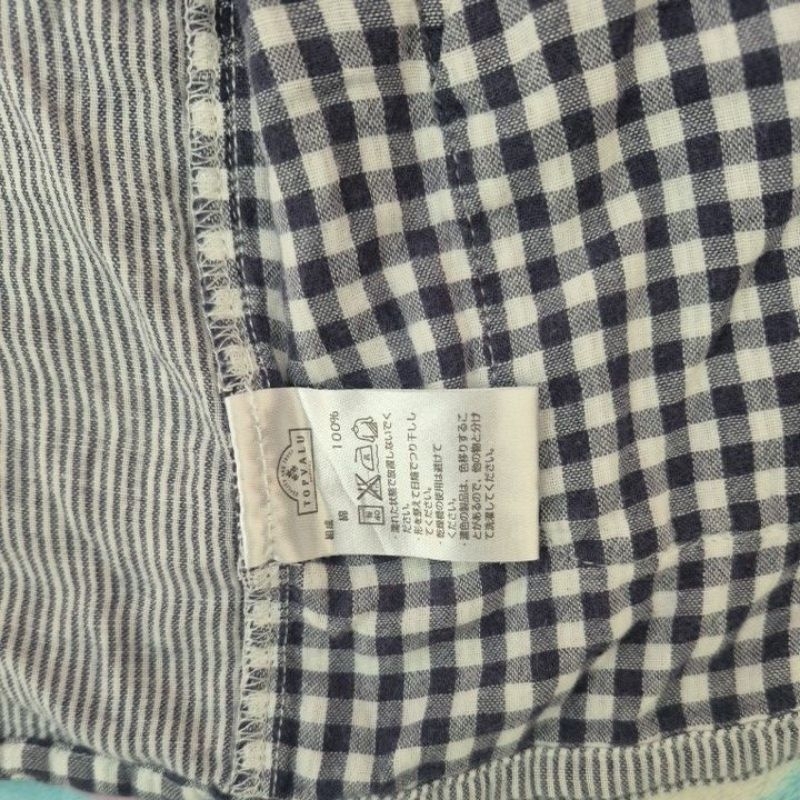 TOPVALU
組成
綿 100%
濡れた状態で放置しないでく
ださい。
形を整えて日陰でつり干しし
てください。
・乾燥機の使用は避けて
ください。
・濃色の製品は、色移りするこ
とがあるので、他の物と分け
て洗濯してください。